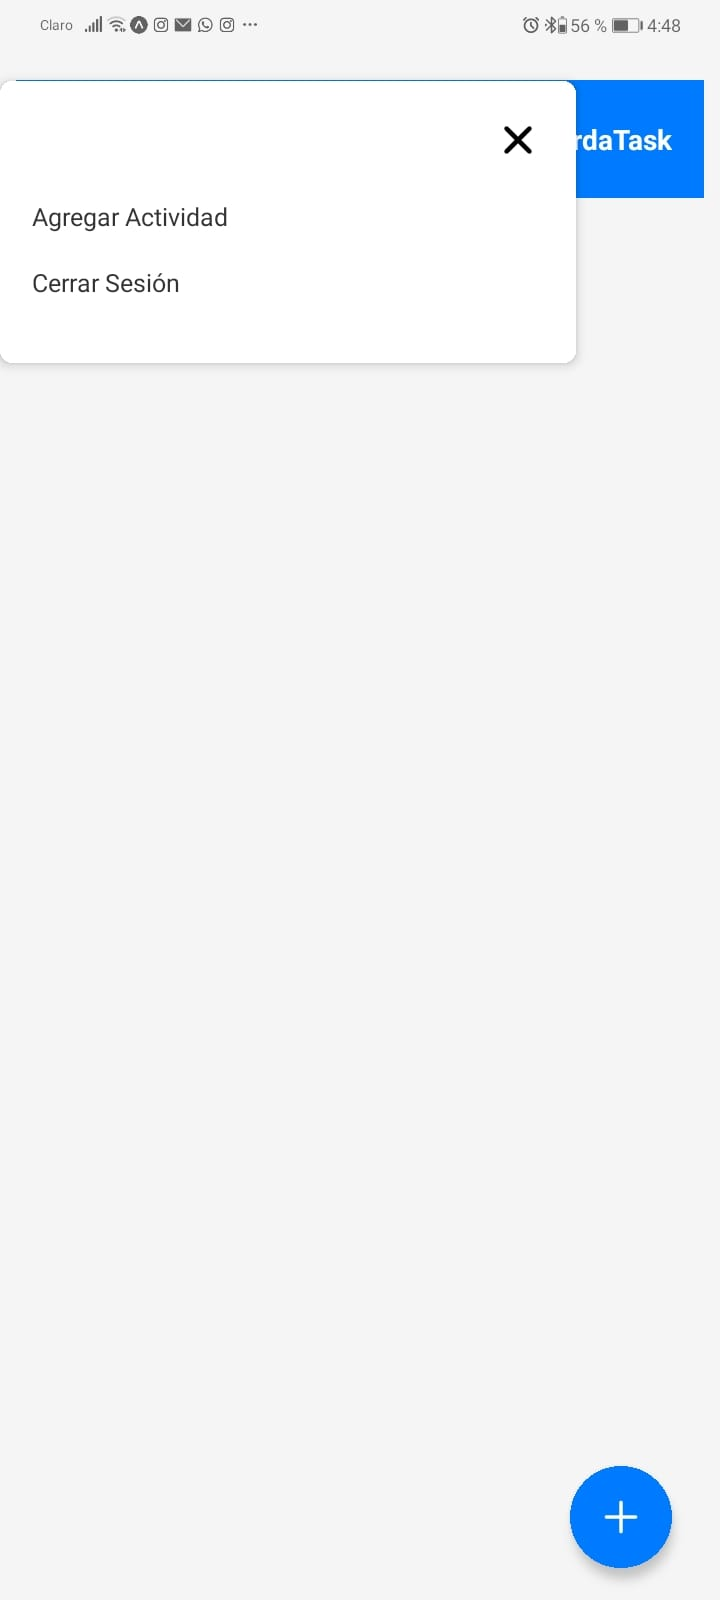 Claro 56 % 4:48
rdaTask
Agregar Actividad
Cerrar Sesión